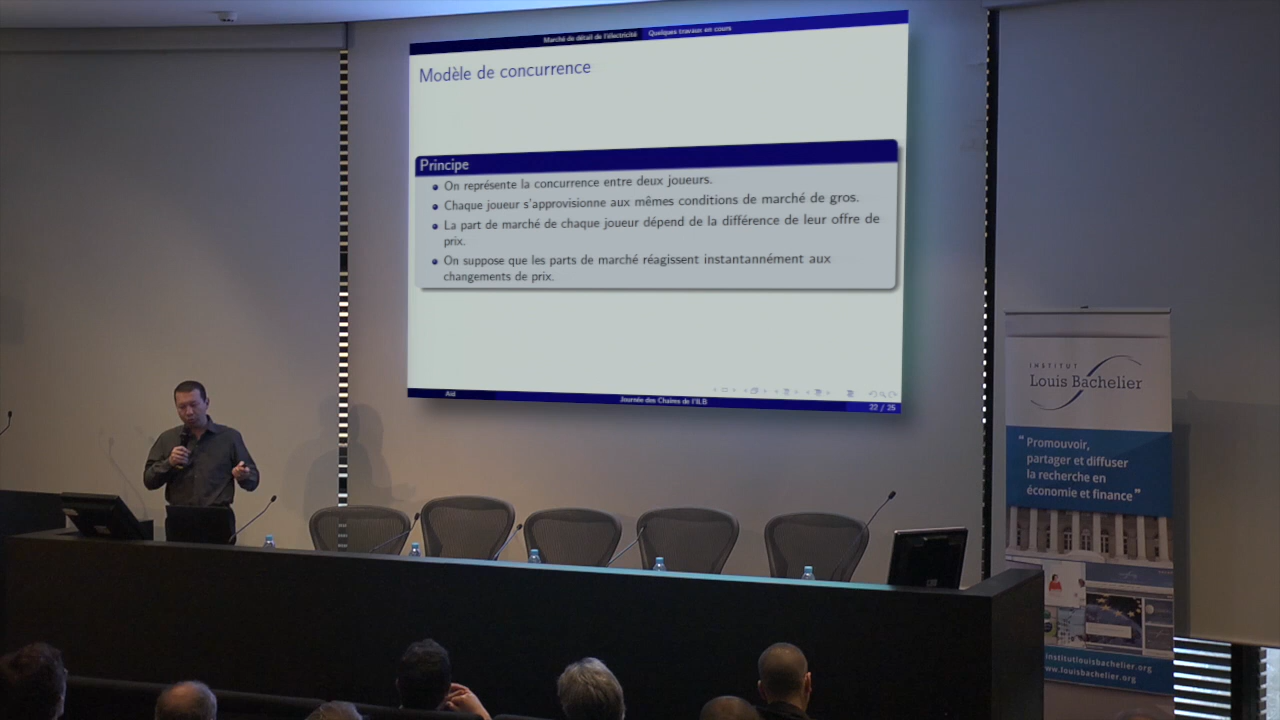 Marché de détail de l'électricité Quelques travaux en cours
Modèle de concurrence
Principe
On représente la concurrence entre deux joueurs.
Chaque joueur s'approvisionne aux mêmes conditions de marché de gros.
La part de marché de chaque joueur dépend de la différence de leur offre de
prix.
On suppose que les parts de marché réagissent instantannément aux
changements de prix.
Aïd Journée des Chaires de l'ILB 22 / 25
INSTITUT
Louis Bachelier
“ Promouvoir,
partager et diffuser
la recherche en
économie et finance ”
institutlouisbachelier.org
www.louisbachelier.org